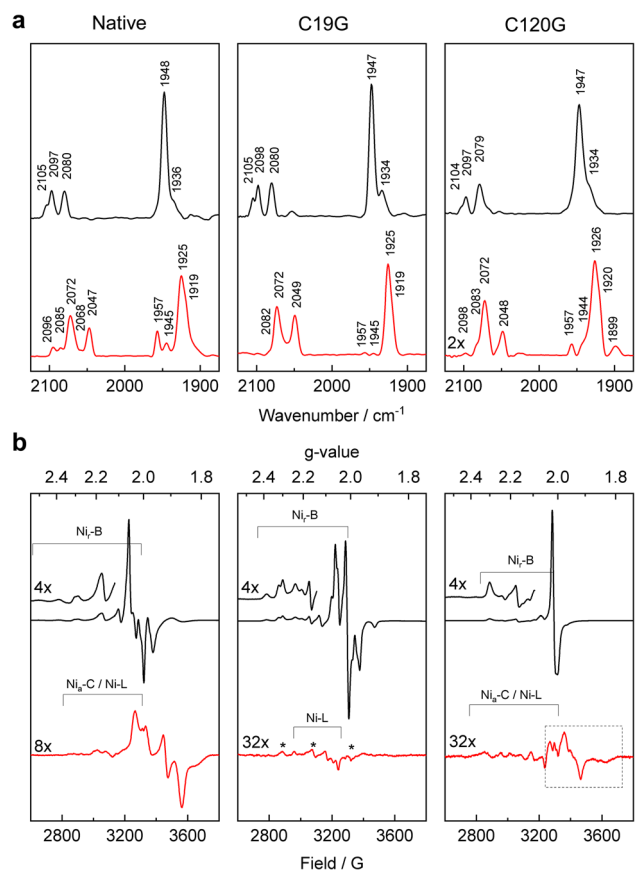 a
Native
C19G
C120G
2105
2097
2080
1948
1936
2096
2085
2072
2068
2047
1957
1945
1925
1919
2105
2098
2080
1947
1934
2082
2072
2049
1957
1945
1925
1919
2104
2097
2079
1947
1934
2098
2083
2072
2048
1957
1944
1926
1920
1899
2x
2100 2000 1900
2100 2000 1900
2100 2000 1900
Wavenumber / cm-1
b
g-value
2.4 2.2 2.0 1.8
2.4 2.2 2.0 1.8
2.4 2.2 2.0 1.8
Nir-B
4x
Nia-C / Ni-L
8x
Nir-B
4x
Ni-L
32x
* * *
Nir-B
4x
Nia-C / Ni-L
32x
2800 3200 3600
2800 3200 3600
2800 3200 3600
Field / G